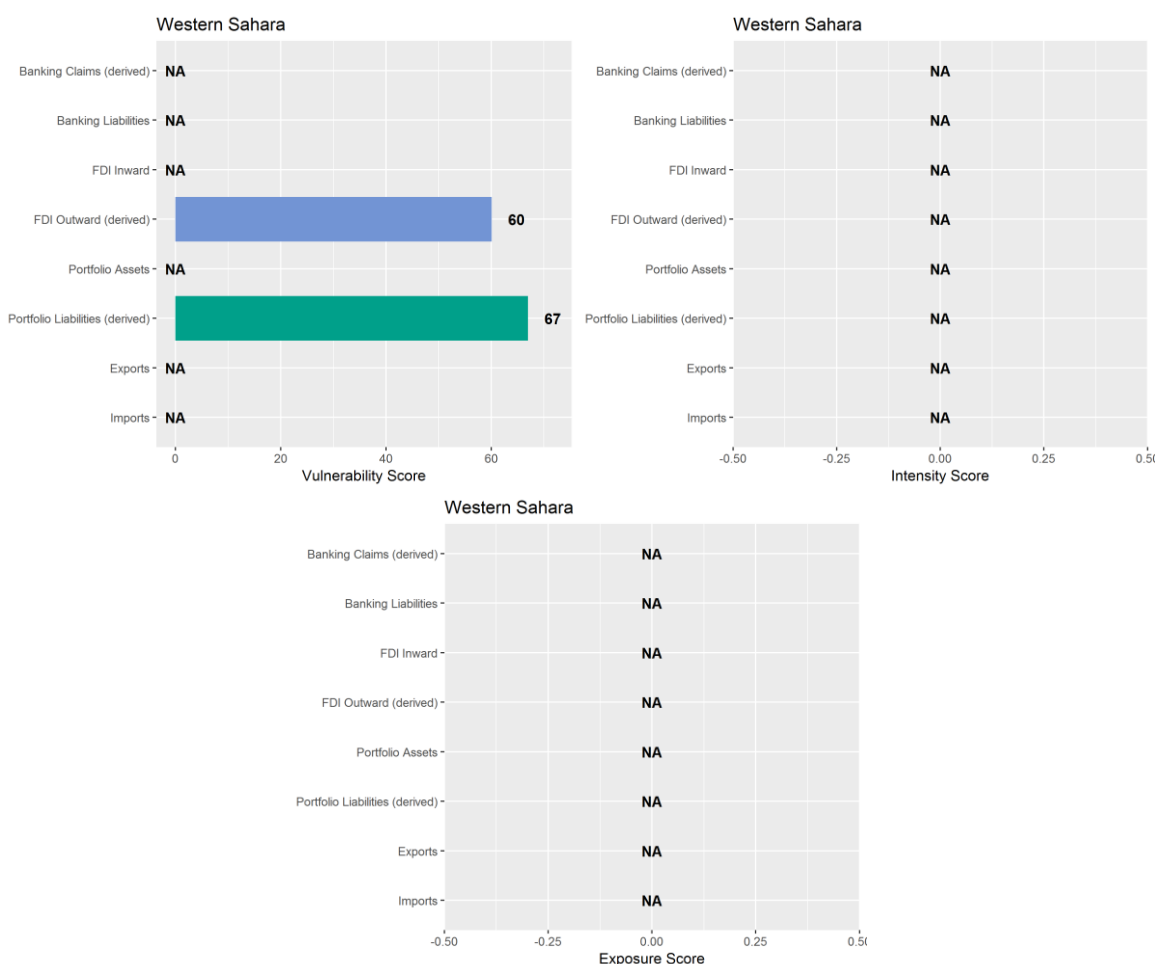 Western Sahara
Banking Claims (derived) NA
Banking Liabilities NA
FDI Inward NA
FDI Outward (derived) 60
Portfolio Assets NA
Portfolio Liabilities (derived) 67
Exports NA
Imports NA
0 20 40 60
Vulnerability Score
Western Sahara
Banking Claims (derived) NA
Banking Liabilities NA
FDI Inward NA
FDI Outward (derived) NA
Portfolio Assets NA
Portfolio Liabilities (derived) NA
Exports NA
Imports NA
-0.50 -0.25 0.00 0.25 0.50
Intensity Score
Western Sahara
Banking Claims (derived) NA
Banking Liabilities NA
FDI Inward NA
FDI Outward (derived) NA
Portfolio Assets NA
Portfolio Liabilities (derived) NA
Exports NA
Imports NA
-0.50 -0.25 0.00 0.25 0.50
Exposure Score